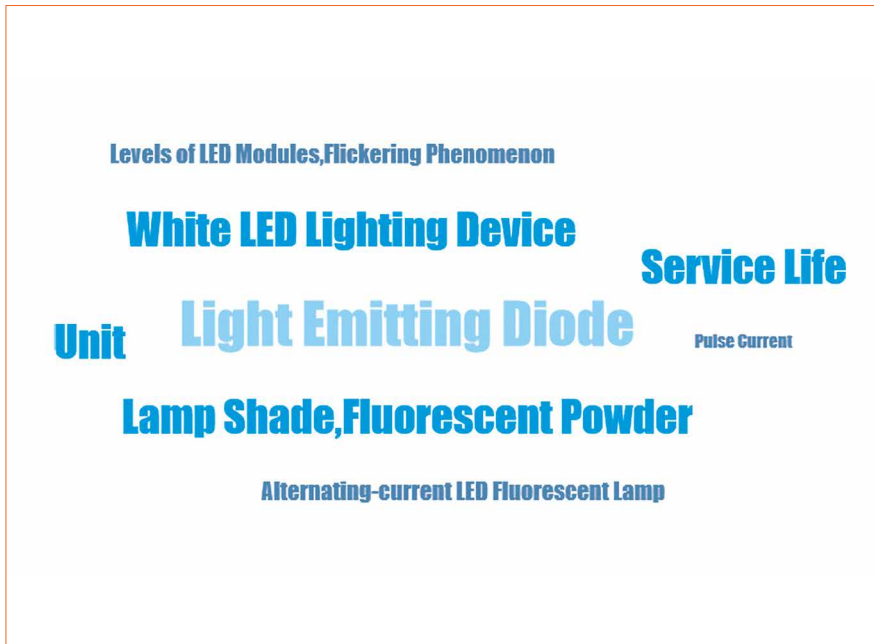 Levels of LED Modules,Flickering Phenomenon
White LED Lighting Device
Service Life
Light Emitting Diode
Unit
Pulse Current
Lamp Shade,Fluorescent Powder
Alternating-current LED Fluorescent Lamp